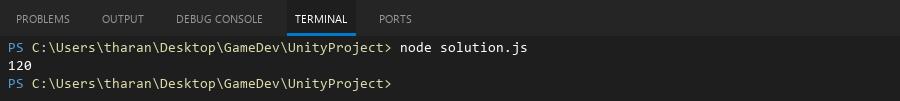 PROBLEMS OUTPUT DEBUG CONSOLE TERMINAL PORTS
PS C:\Users\tharan\Desktop\GameDev\UnityProject> node solution.js
120
PS C:\Users\tharan\Desktop\GameDev\UnityProject>